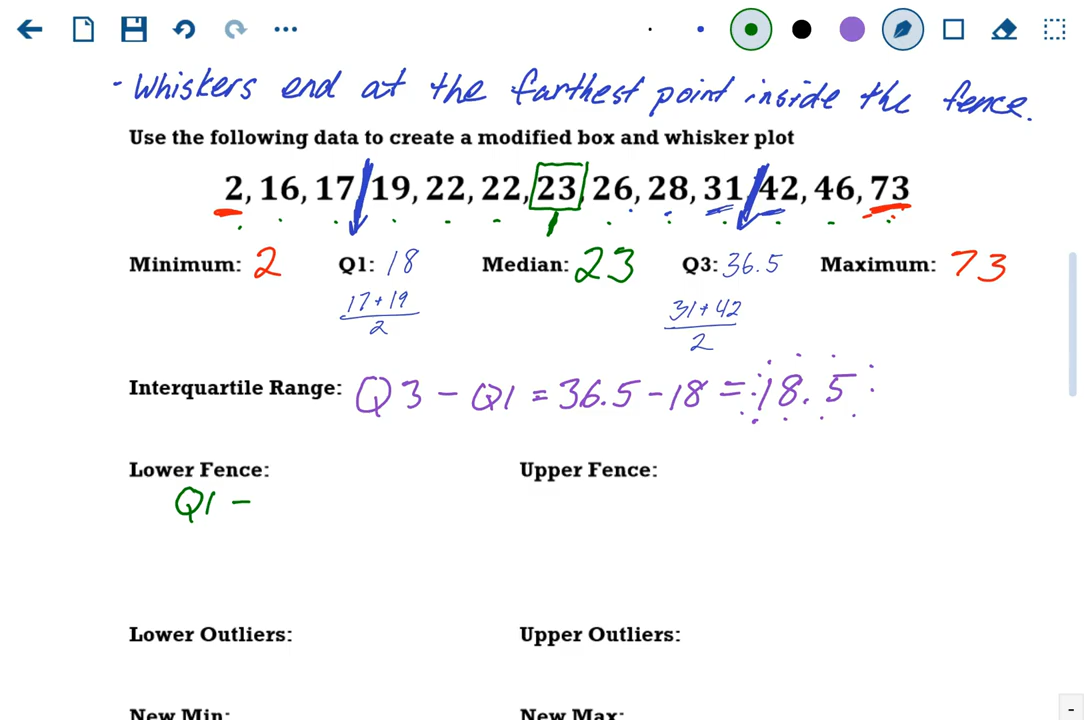 - Whiskers end at the farthest point inside the fence.
Use the following data to create a modified box and whisker plot
2, 16, 17, 19, 22, 22, 23, 26, 28, 31, 42, 46, 73
Minimum: 2 Q1: 18 Median: 23 Q3: 36.5 Maximum: 73
17+19 31+42
2 2
Interquartile Range: Q3 - Q1 = 36.5 - 18 = 18.5
Lower Fence: Upper Fence:
Q1 -
Lower Outliers: Upper Outliers:
New Min: New Max: